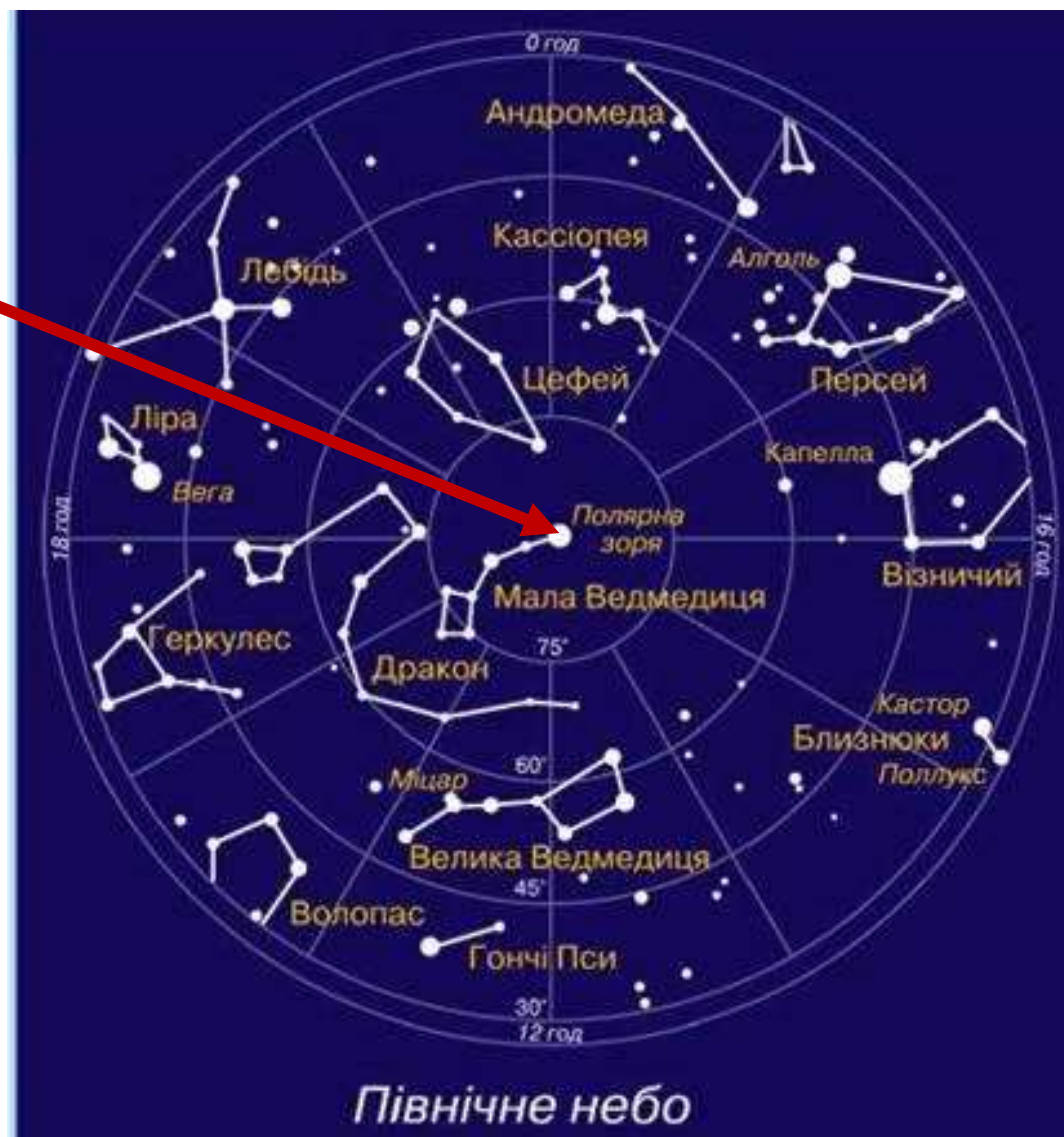 0 год
Андромеда
Кассіопея
Алголь
Лебідь
Цефей
Персей
Ліра
Капелла
Вега
18 год
Полярна
зоря
16 год
Візничий
Мала Ведмедиця
Геркулес
75°
Дракон
Кастор
Близнюки
Поллукс
60°
Міцар
Велика Ведмедиця
45°
Волопас
Гончі Пси
30°
12 год
Північне небо